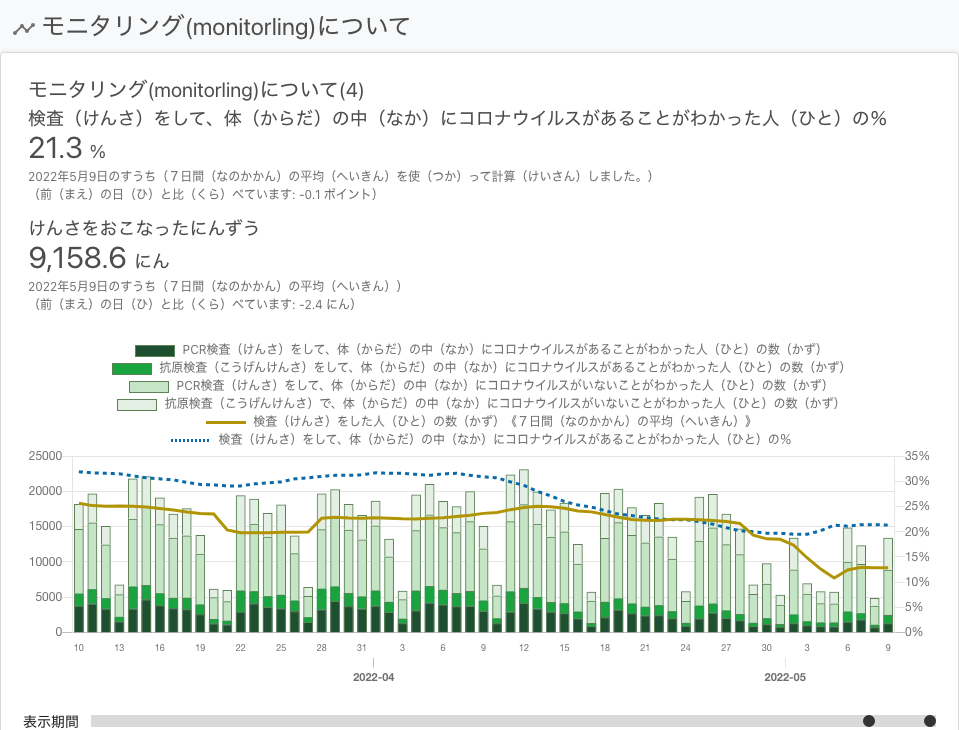 モニタリング(monitorling)について
モニタリング(monitorling)について(4)
検査（けんさ）をして、体（からだ）の中（なか）にコロナウイルスがあることがわかった人（ひと）の%
21.3 %
2022年5月9日のすうち（７日間（なのかかん）の平均（へいきん）を使（つか）って計算（けいさん）しました。）
（前（まえ）の日（ひ）と比（くら）べています: -0.1 ポイント）
けんさをおこなったにんずう
9,158.6 にん
2022年5月9日のすうち（７日間（なのかかん）の平均（へいきん））
（前（まえ）の日（ひ）と比（くら）べています: -2.4 にん）
PCR検査（けんさ）をして、体（からだ）の中（なか）にコロナウイルスがあることがわかった人（ひと）の数（かず）
抗原検査（こうげんけんさ）をして、体（からだ）の中（なか）にコロナウイルスがあることがわかった人（ひと）の数（かず）
PCR検査（けんさ）をして、体（からだ）の中（なか）にコロナウイルスがいないことがわかった人（ひと）の数（かず）
抗原検査（こうげんけんさ）で、体（からだ）の中（なか）にコロナウイルスがいないことがわかった人（ひと）の数（かず）
検査（けんさ）をした人（ひと）の数（かず）《７日間（なのかかん）の平均（へいきん）》
検査（けんさ）をして、体（からだ）の中（なか）にコロナウイルスがあることがわかった人（ひと）の%
25000 35%
20000 30%
15000 25%
10000 20%
5000 15%
0 10%
5%
0%
10 13 16 19 22 25 28 31 3 6 9 12 15 18 21 24 27 30 3 6 9
2022-04 2022-05
表示期間